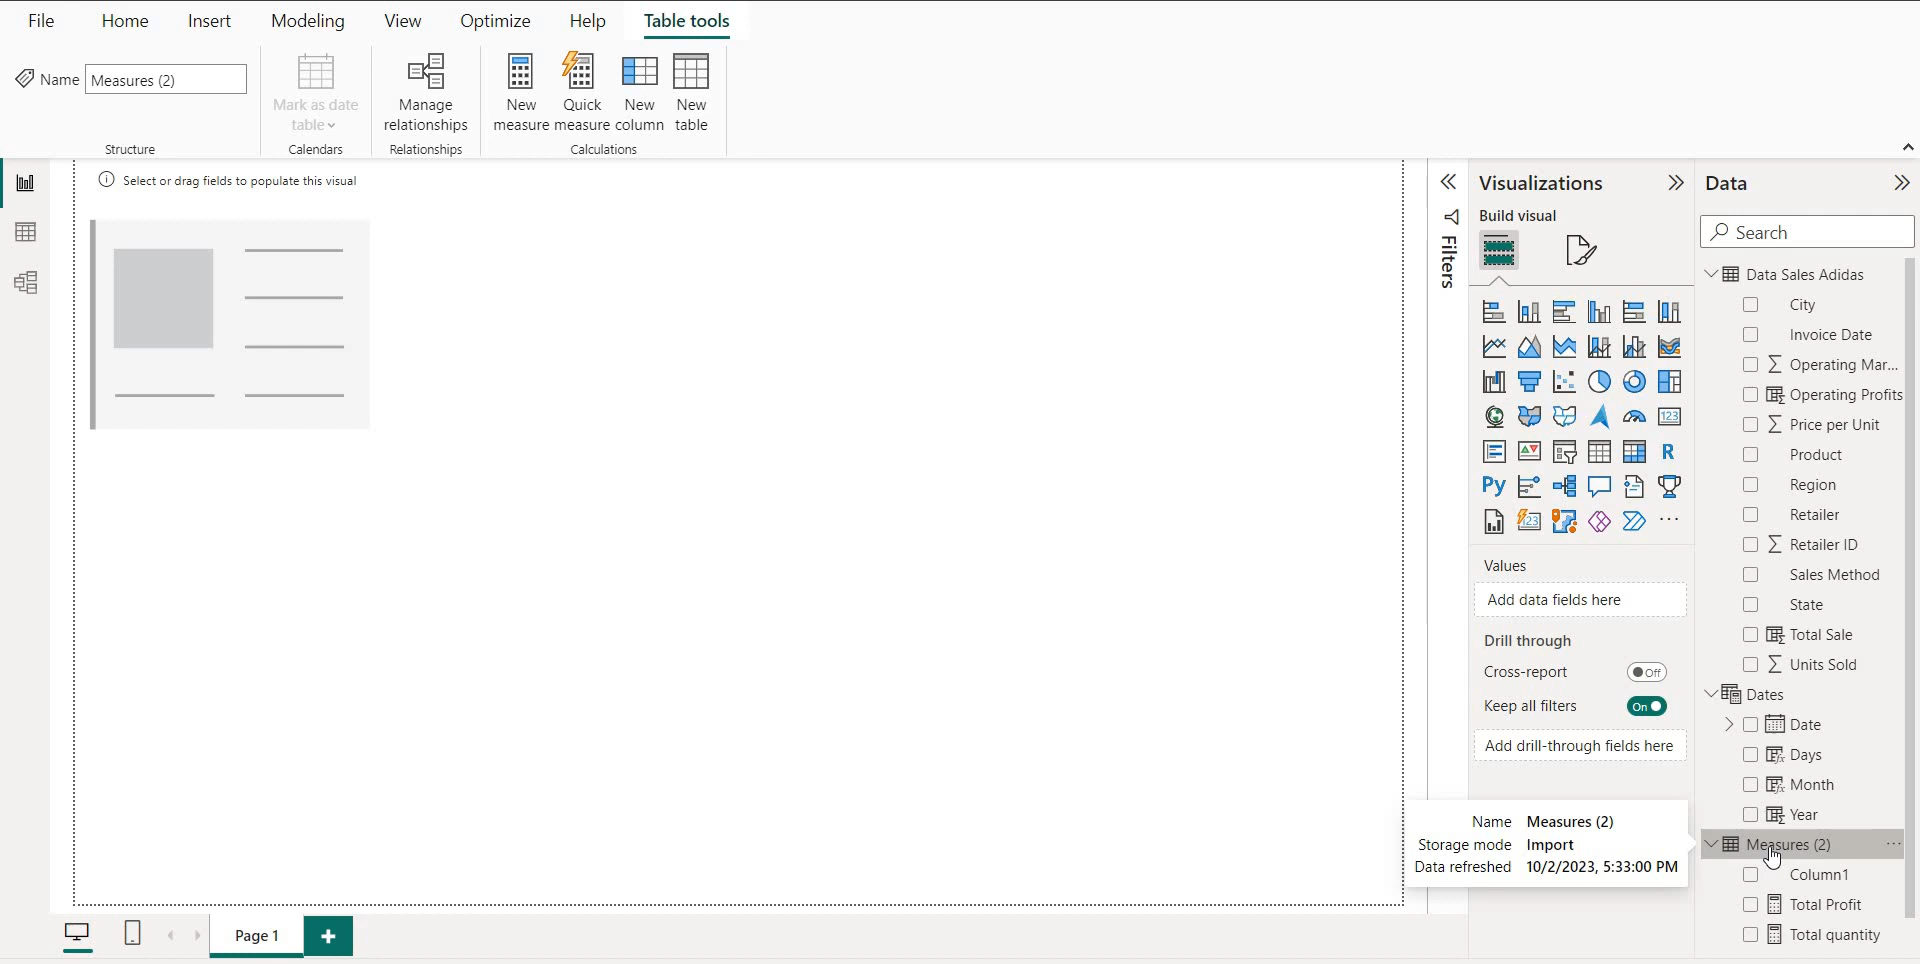 File Home Insert Modeling View Optimize Help Table tools
Name Measures (2)
Mark as date table
Manage relationships
New measure
Quick measure
New column
New table
Structure Calendars Relationships Calculations
Select or drag fields to populate this visual
Filters
Visualizations
Build visual
123
R
Py
123
...
Values
Add data fields here
Drill through
Cross-report Off
Keep all filters On
Add drill-through fields here
Data
Search
Data Sales Adidas
City
Invoice Date
Operating Mar...
Operating Profits
Price per Unit
Product
Region
Retailer
Retailer ID
Sales Method
State
Total Sale
Units Sold
Dates
Date
Days
Month
Year
Measures (2) ...
Column1
Total Profit
Total quantity
Name Measures (2)
Storage mode Import
Data refreshed 10/2/2023, 5:33:00 PM
Page 1
+